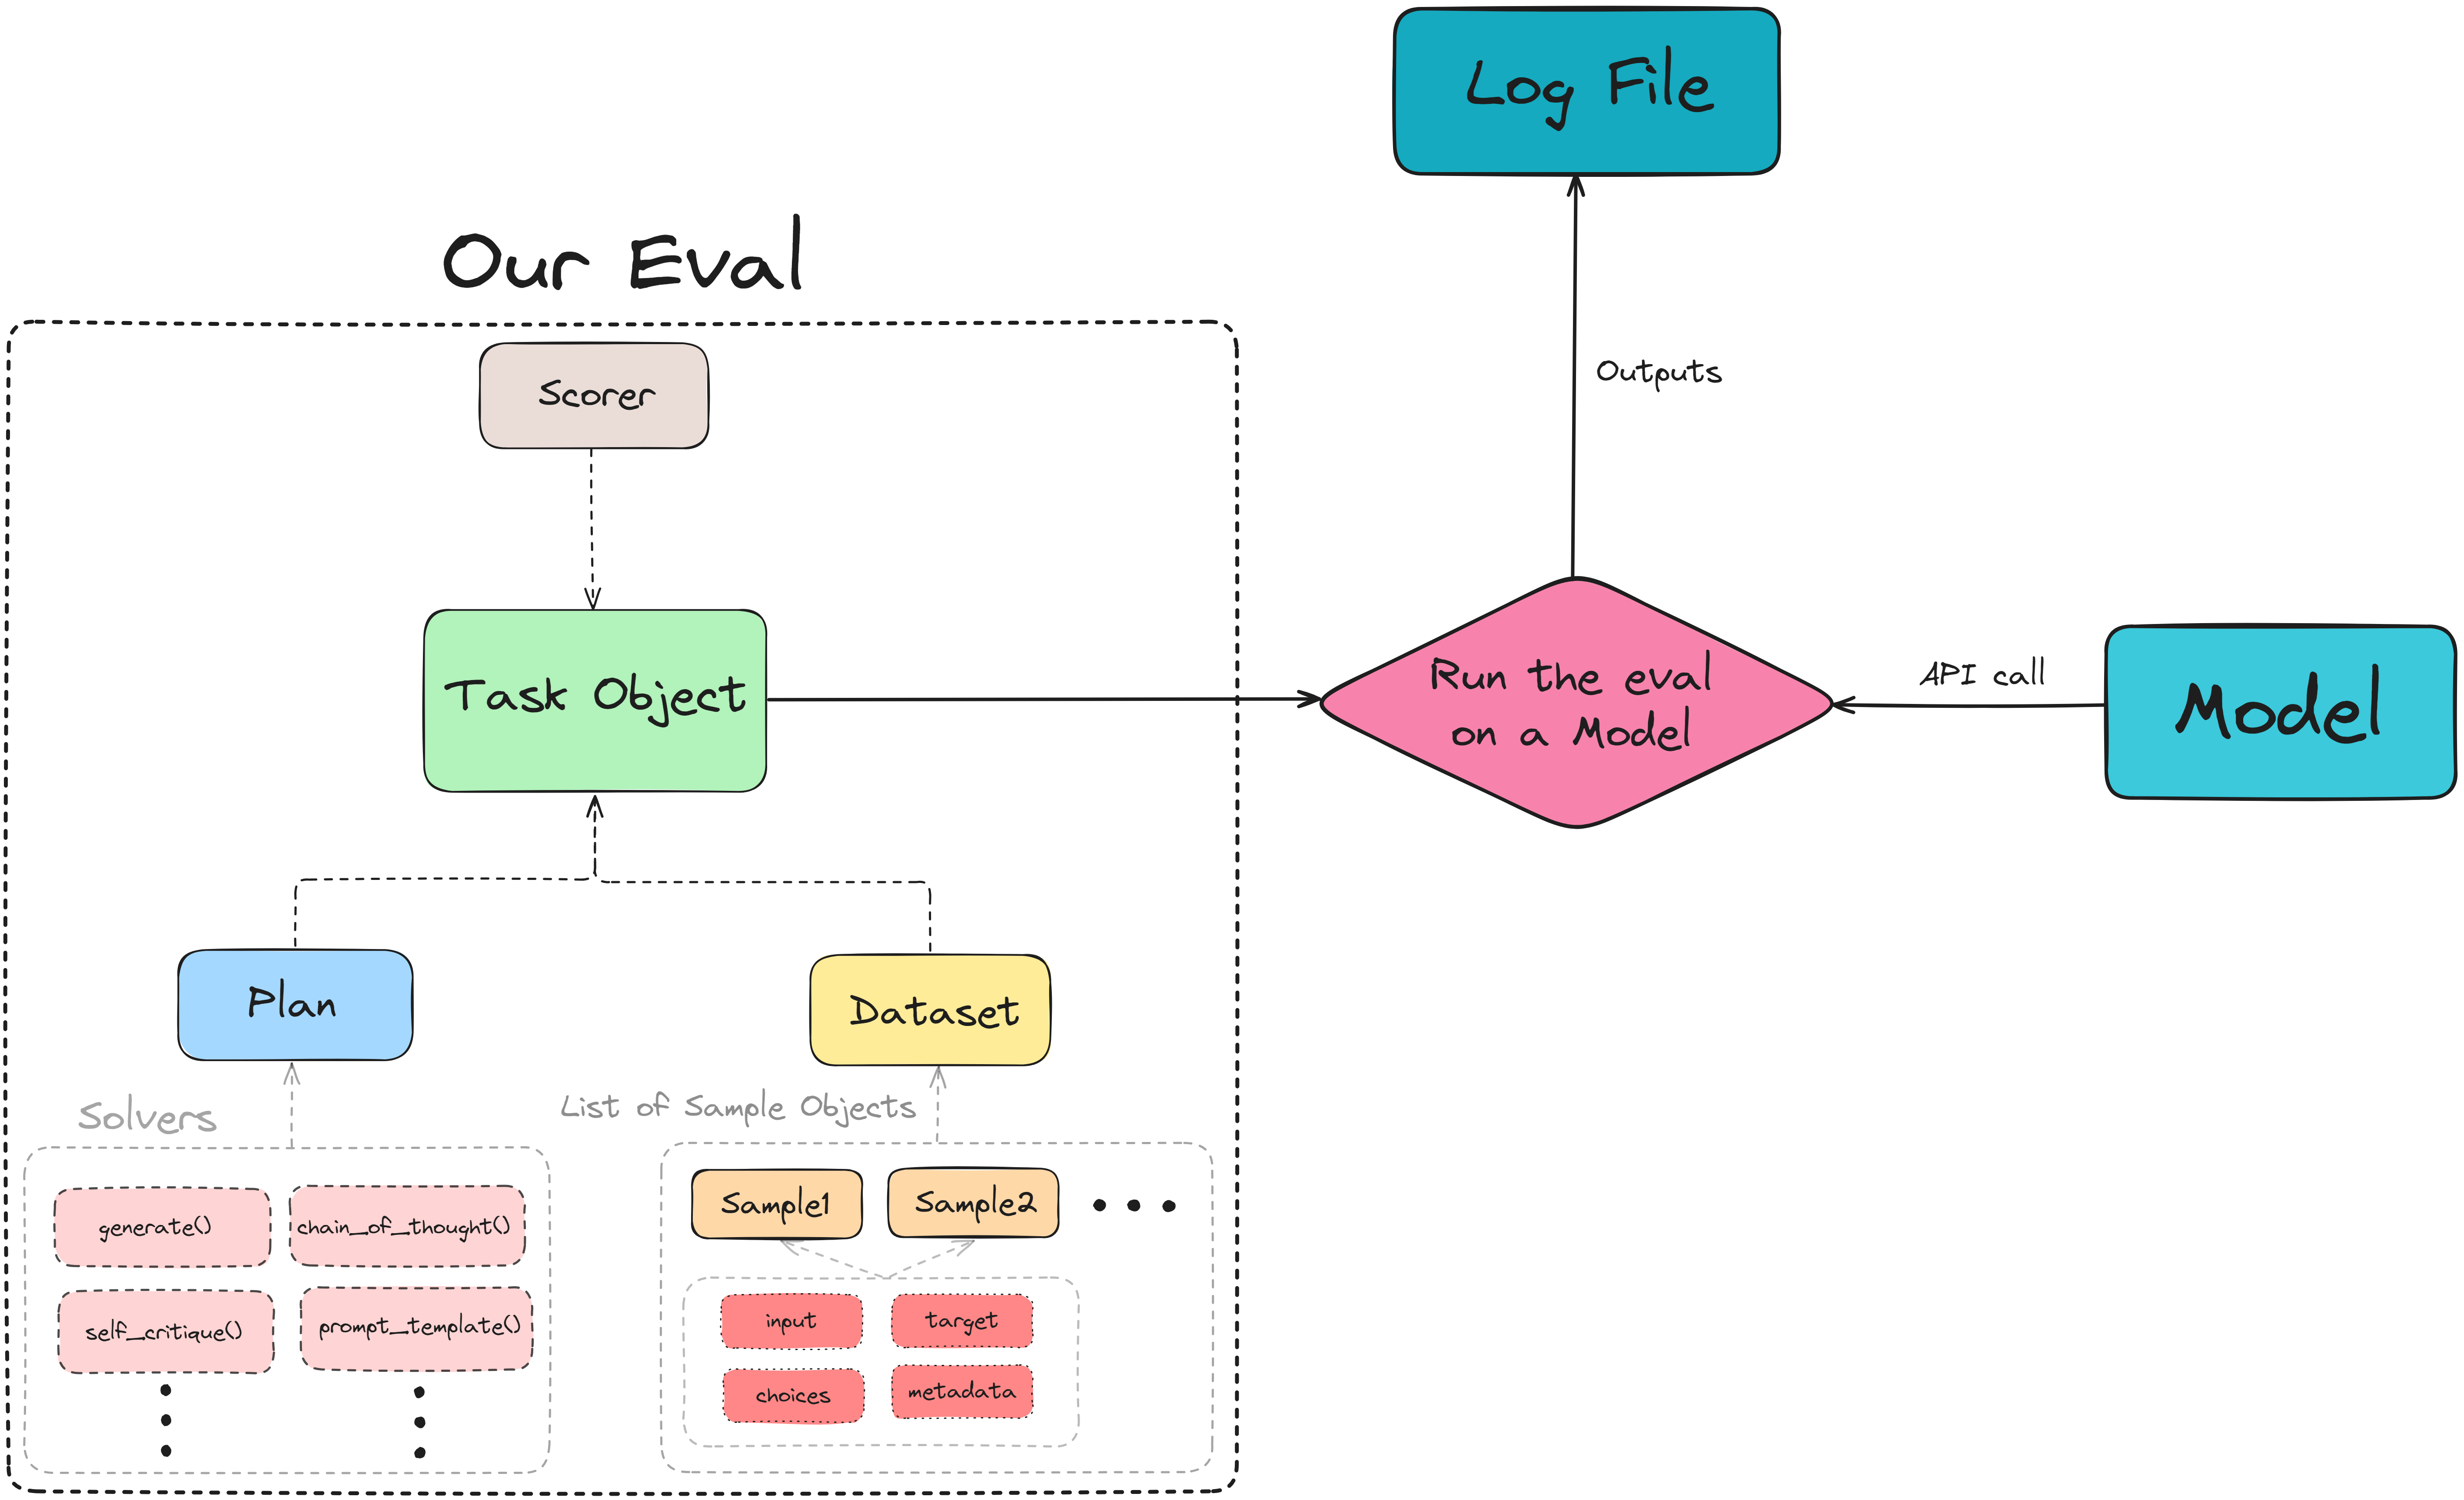 Log File
Our Eval
Scorer
Outputs
Task Object
Run the eval
on a Model
API call
Model
Plan
Dataset
Solvers
List of Sample Objects
generate()
chain_of_thought()
self_critique()
prompt_template()
Sample1
Sample2
input
target
choices
metadata